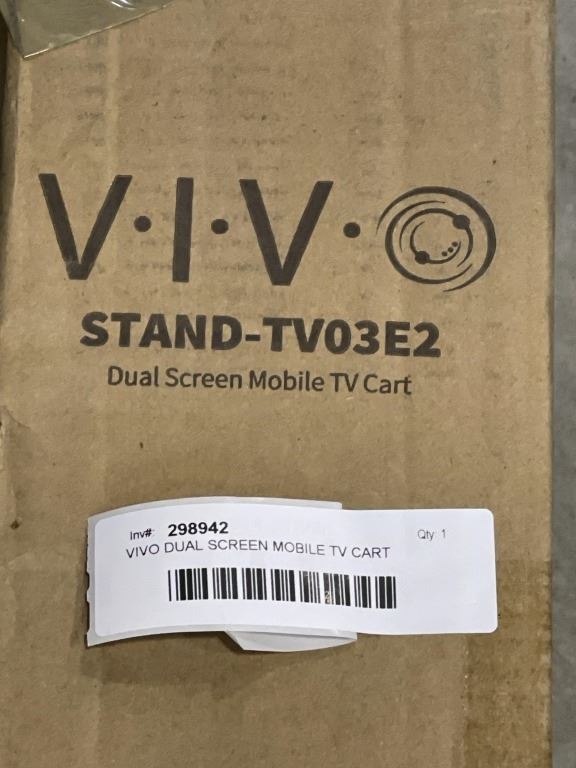 V·I·V·O
STAND-TV03E2
Dual Screen Mobile TV Cart
Inv#: 298942
Qty: 1
VIVO DUAL SCREEN MOBILE TV CART